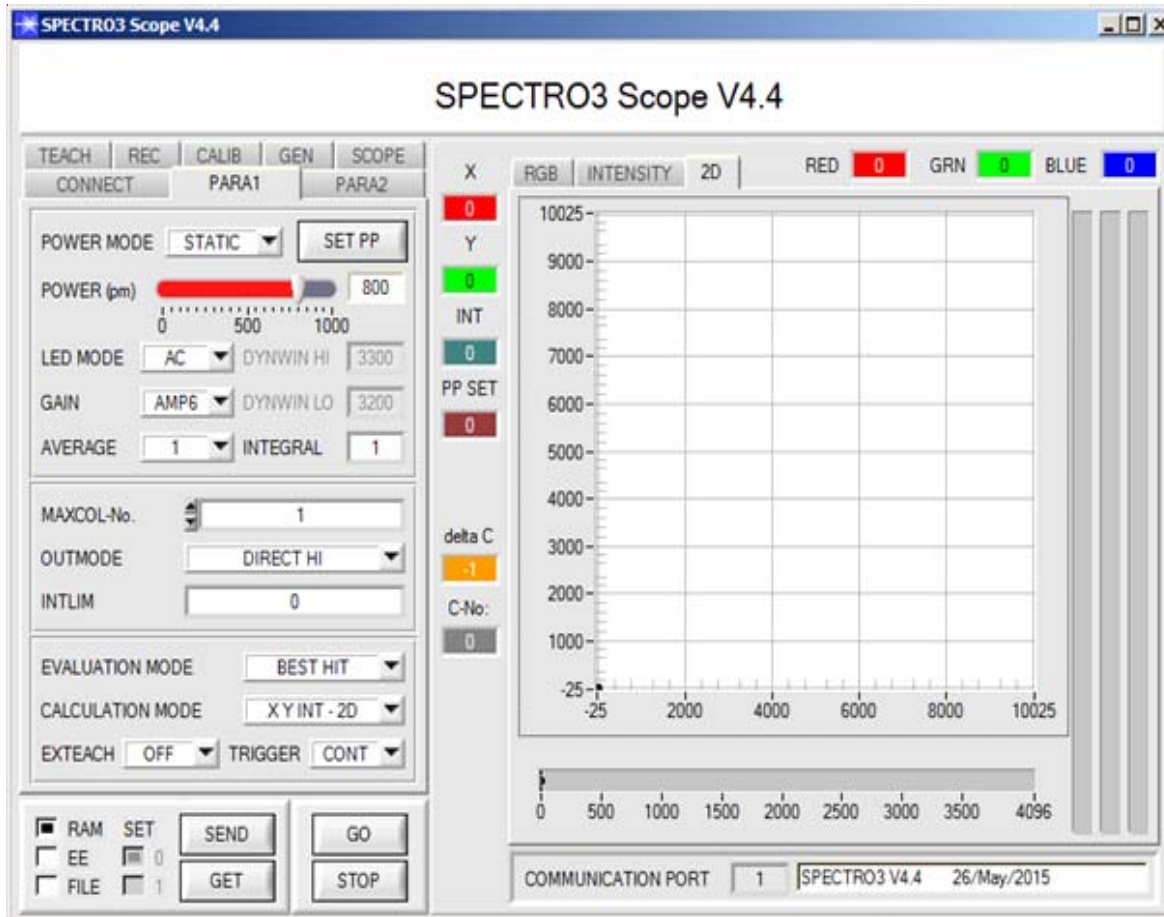 SPECTRO3 Scope V4.4
SPECTRO3 Scope V4.4
TEACH REC CALIB GEN SCOPE
CONNECT PARA1 PARA2
POWER MODE STATIC SET PP
POWER (pm) 800
0 500 1000
LED MODE AC DYNWIN HI 3300
GAIN AMP6 DYNWIN LO 3200
AVERAGE 1 INTEGRAL 1
MAXCOL-No. 1
OUTMODE DIRECT HI
INTLIM 0
EVALUATION MODE BEST HIT
CALCULATION MODE X Y INT - 2D
EXTEACH OFF TRIGGER CONT
RAM SET SEND GO
EE 0
FILE 1 GET STOP
X
0
Y
0
INT
0
PP SET
0
delta C
-1
C-No:
0
RGB INTENSITY 2D RED 0 GRN 0 BLUE 0
10025
9000
8000
7000
6000
5000
4000
3000
2000
1000
-25
-25 2000 4000 6000 8000 10025
0 500 1000 1500 2000 2500 3000 3500 4096
COMMUNICATION PORT 1 SPECTRO3 V4.4 26/May/2015